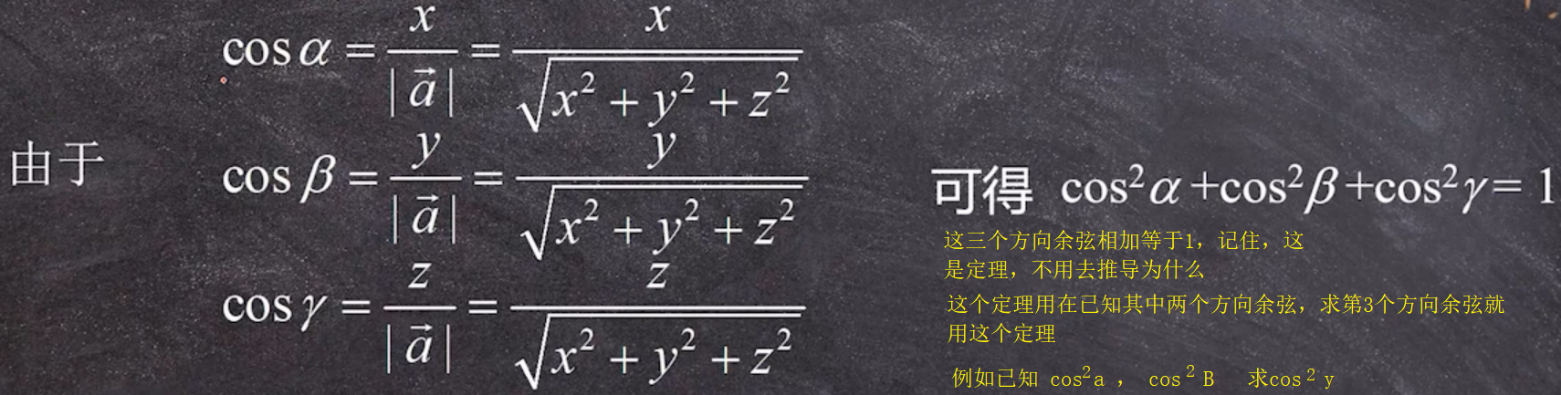 由于
cos α = x / |a⃗| = x / √(x² + y² + z²)
cos β = y / |a⃗| = y / √(x² + y² + z²)
cos γ = z / |a⃗| = z / √(x² + y² + z²)
可得 cos²α +cos²β +cos²γ = 1
这三个方向余弦相加等于1，记住，这
是定理，不用去推导为什么
这个定理用在已知其中两个方向余弦，求第3个方向余弦就
用这个定理
例如已知 cos²a ， cos ² B 求cos ² y